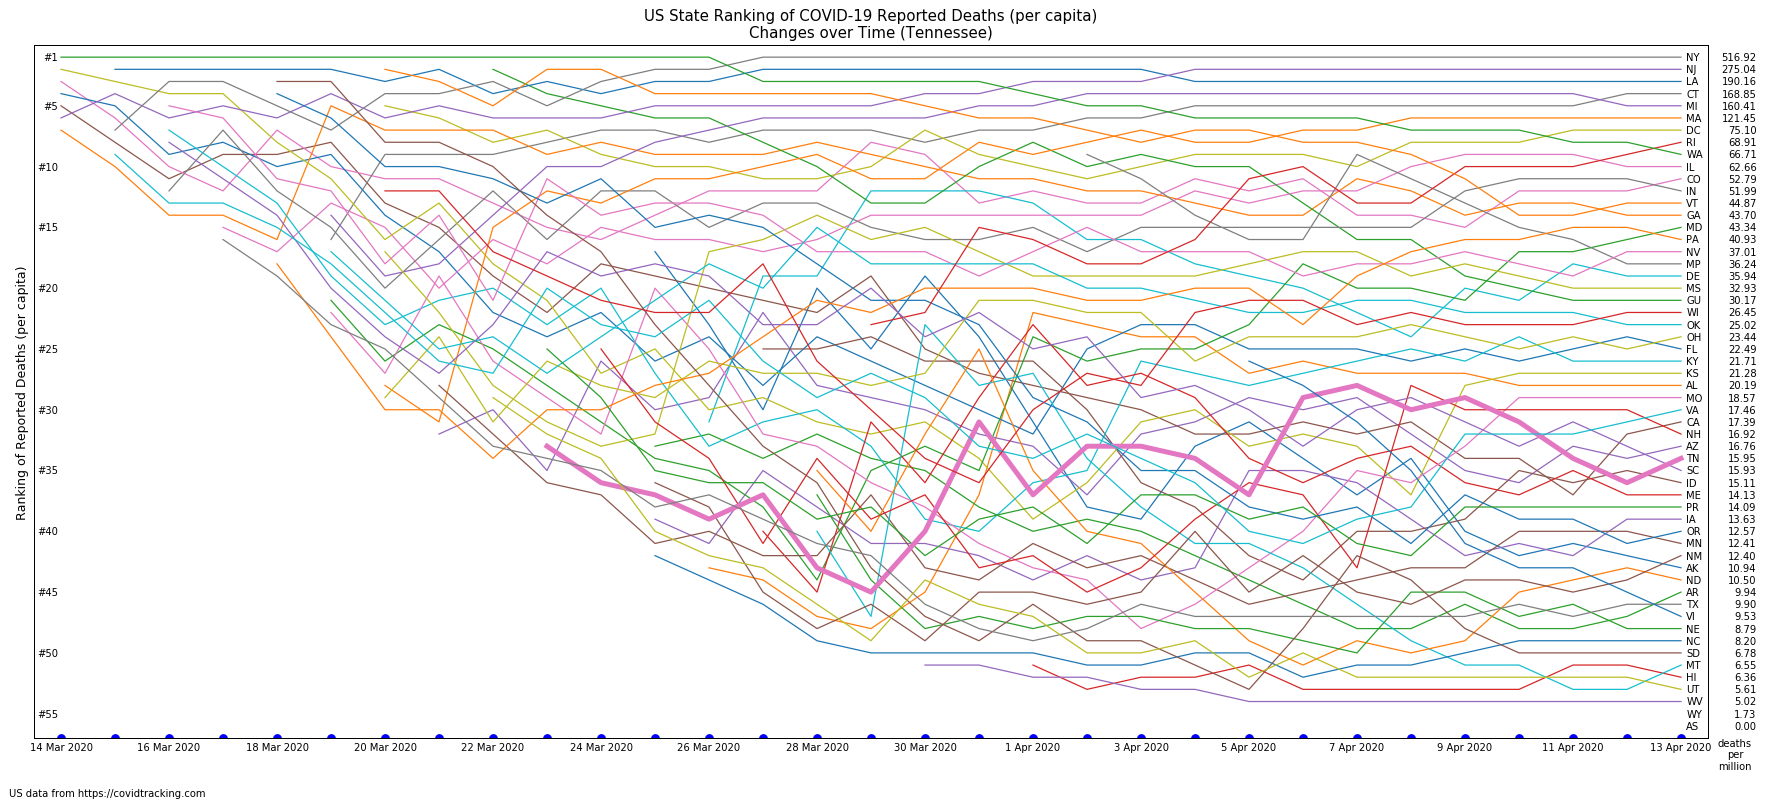 US State Ranking of COVID-19 Reported Deaths (per capita)
Changes over Time (Tennessee)
Ranking of Reported Deaths (per capita)
#1
#5
#10
#15
#20
#25
#30
#35
#40
#45
#50
#55
NY 516.92
NJ 275.04
LA 190.16
CT 168.85
MI 160.41
MA 121.45
DC 75.10
RI 68.91
WA 66.71
IL 62.66
CO 52.79
IN 51.99
VT 44.87
GA 43.70
MD 43.34
PA 40.93
NV 37.01
MP 36.24
DE 35.94
MS 32.93
GU 30.17
WI 26.45
OK 25.02
OH 23.44
FL 22.49
KY 21.71
KS 21.28
AL 20.19
MO 18.57
VA 17.46
CA 17.39
NH 16.92
AZ 16.76
TN 15.95
SC 15.93
ID 15.11
ME 14.13
PR 14.09
IA 13.63
OR 12.57
MN 12.41
NM 12.40
AK 10.94
ND 10.50
AR 9.94
TX 9.90
VI 9.53
NE 8.79
NC 8.20
SD 6.78
MT 6.55
HI 6.36
UT 5.61
WV 5.02
WY 1.73
AS 0.00
14 Mar 2020 16 Mar 2020 18 Mar 2020 20 Mar 2020 22 Mar 2020 24 Mar 2020 26 Mar 2020 28 Mar 2020 30 Mar 2020 1 Apr 2020 3 Apr 2020 5 Apr 2020 7 Apr 2020 9 Apr 2020 11 Apr 2020 13 Apr 2020
deaths
per
million
US data from https://covidtracking.com